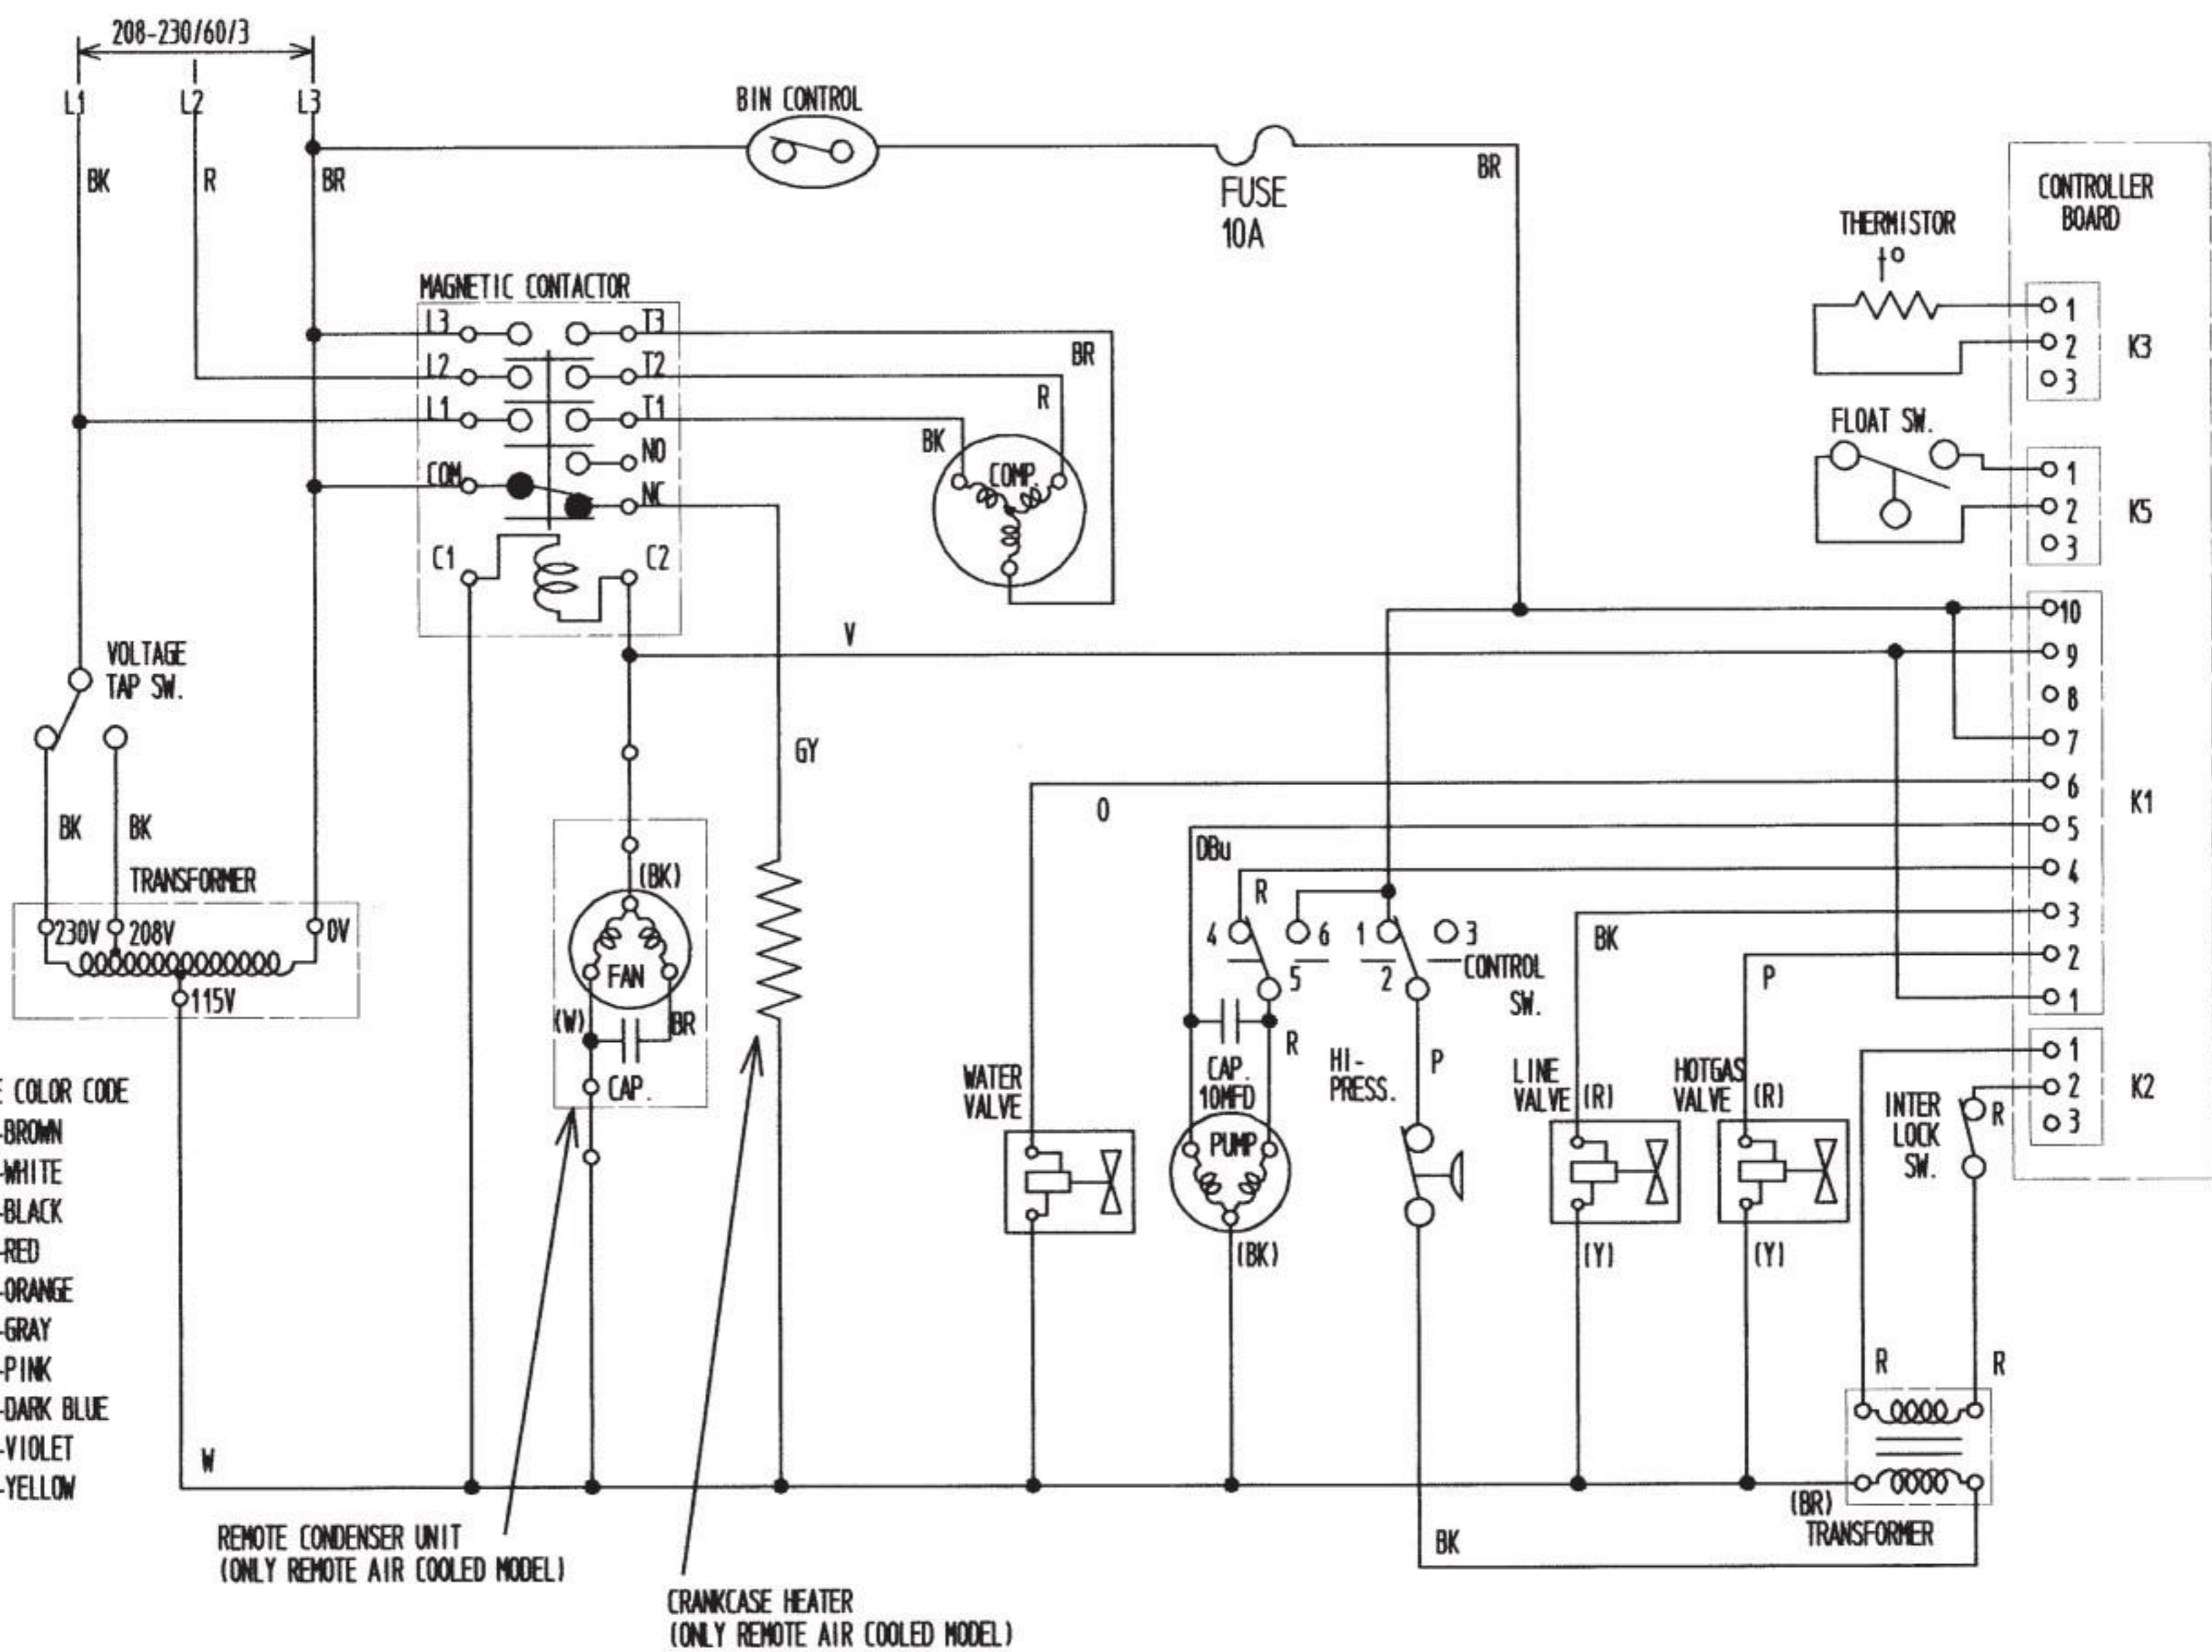 208-230/60/3
L1
L2
L3
BIN CONTROL
BK
R
BR
FUSE
10A
BR
CONTROLLER
BOARD
THERMISTOR
t°
1
2
3
K3
MAGNETIC CONTACTOR
L3
T3
L2
T2
L1
T1
NO
COM.
NC
C1
C2
BR
R
BK
COMP.
FLOAT SW.
1
2
3
K5
V
10
9
8
7
6
5
4
3
2
1
K1
VOLTAGE
TAP SW.
BK
BK
TRANSFORMER
230V
208V
0V
115V
GY
(BK)
FAN
(W)
BR
CAP.
O
DBu
R
4
6
1
3
5
2
CONTROL
SW.
BK
P
R
CAP.
10MFD
PUMP
(BK)
HI-
PRESS.
P
WATER
VALVE
LINE
VALVE
(R)
(Y)
HOTGAS
VALVE
(R)
(Y)
INTER
LOCK
SW.
R
1
2
3
K2
R
R
(BR)
TRANSFORMER
BK
W
E COLOR CODE
-BROWN
-WHITE
-BLACK
-RED
-ORANGE
-GRAY
-PINK
-DARK BLUE
-VIOLET
-YELLOW
REMOTE CONDENSER UNIT
(ONLY REMOTE AIR COOLED MODEL)
CRANKCASE HEATER
(ONLY REMOTE AIR COOLED MODEL)